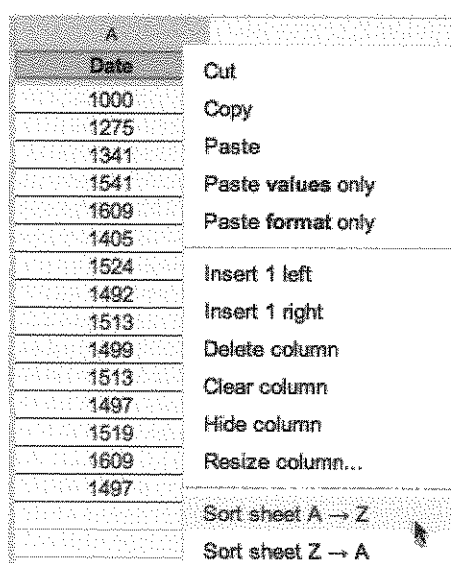 A
Date
1000
1275
1341
1541
1609
1405
1524
1492
1513
1499
1513
1497
1519
1609
1497
Cut
Copy
Paste
Paste values only
Paste format only
Insert 1 left
Insert 1 right
Delete column
Clear column
Hide column
Resize column...
Sort sheet A → Z
Sort sheet Z → A